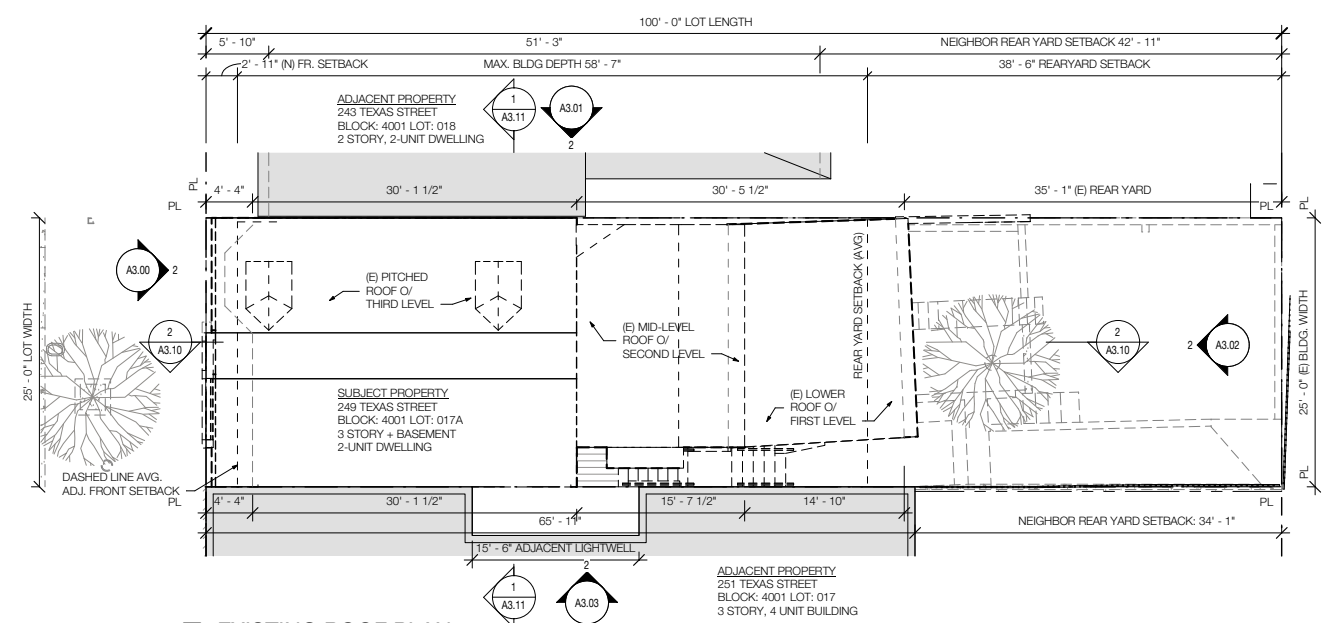 100' - 0" LOT LENGTH
5' - 10"
51' - 3"
NEIGHBOR REAR YARD SETBACK 42' - 11"
2' - 11" (N) FR. SETBACK
MAX. BLDG DEPTH 58' - 7"
38' - 6" REARYARD SETBACK
ADJACENT PROPERTY
243 TEXAS STREET
BLOCK: 4001 LOT: 018
2 STORY, 2-UNIT DWELLING
1
A3.11
A3.01
2
PL
4' - 4"
30' - 1 1/2"
30' - 5 1/2"
35' - 1" (E) REAR YARD
PL
PL
PL
PL
25' - 0" LOT WIDTH
A3.00
2
2
A3.10
(E) PITCHED
ROOF O/
THIRD LEVEL
(E) MID-LEVEL
ROOF O/
SECOND LEVEL
REAR YARD SETBACK (AVG)
(E) LOWER
ROOF O/
FIRST LEVEL
2
A3.10
2
A3.02
25' - 0" (E) BLDG. WIDTH
SUBJECT PROPERTY
249 TEXAS STREET
BLOCK: 4001 LOT: 017A
3 STORY + BASEMENT
2-UNIT DWELLING
DASHED LINE AVG.
ADJ. FRONT SETBACK
PL
PL
PL
4' - 4"
30' - 1 1/2"
15' - 7 1/2"
14' - 10"
65' - 11"
NEIGHBOR REAR YARD SETBACK: 34' - 1"
15' - 6" ADJACENT LIGHTWELL
1
A3.11
2
A3.03
ADJACENT PROPERTY
251 TEXAS STREET
BLOCK: 4001 LOT: 017
3 STORY, 4 UNIT BUILDING
EXISTING ROOF PLAN